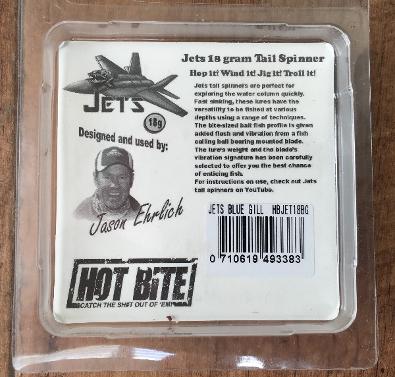 Jets 18 gram Tail Spinner
Hop it! Wind it! Jig it! Troll it!
JETS
18g
Designed and used by:
Jason Ehrlich
Jets tail spinners are perfect for
exploring the water column quickly.
Fast sinking, these lures have the
versatility to be fished at various
depths using a range of techniques.
The bite-sized bait fish profile is given
added flash and vibration from a fish
calling ball bearing mounted blade.
The lure's weight and the blade's
vibration signature has been carefully
selected to offer you the best chance
of enticing fish.
For instructions on use, check out Jets
tail spinners on YouTube.
JETS BLUE GILL HBJET18BG
0 710619 493383
HOT BITE
CATCH THE SH!T OUT OF 'EM!